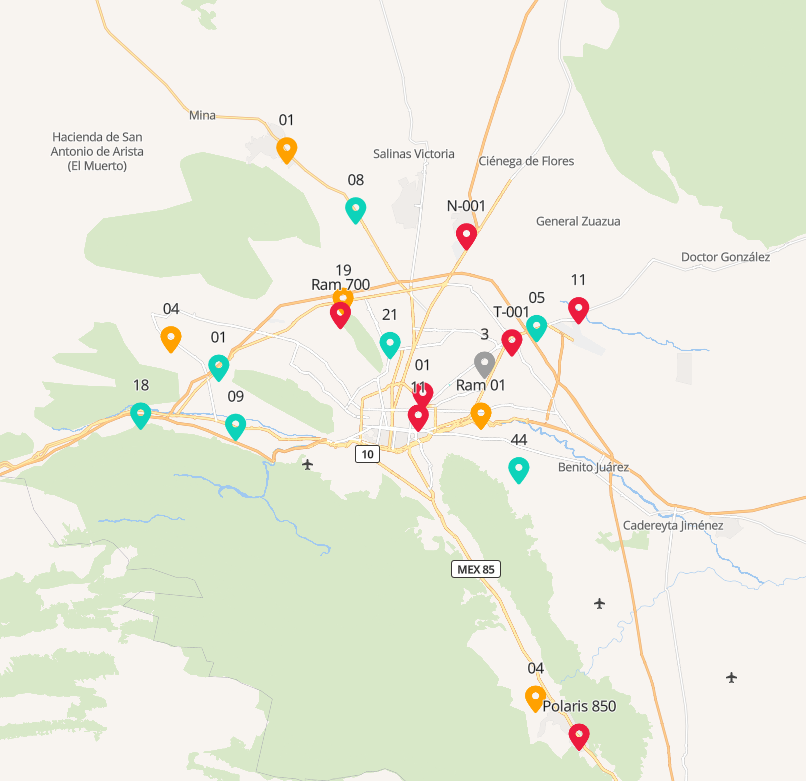 Mina
01
Hacienda de San
Antonio de Arista
(El Muerto)
Salinas Victoria
Ciénega de Flores
08
N-001
General Zuazua
Doctor González
19
Ram 700
11
04
05
T-001
21
01
3
01
18
11
Ram 01
09
44
10
Benito Juárez
Cadereyta Jiménez
MEX 85
04
Polaris 850